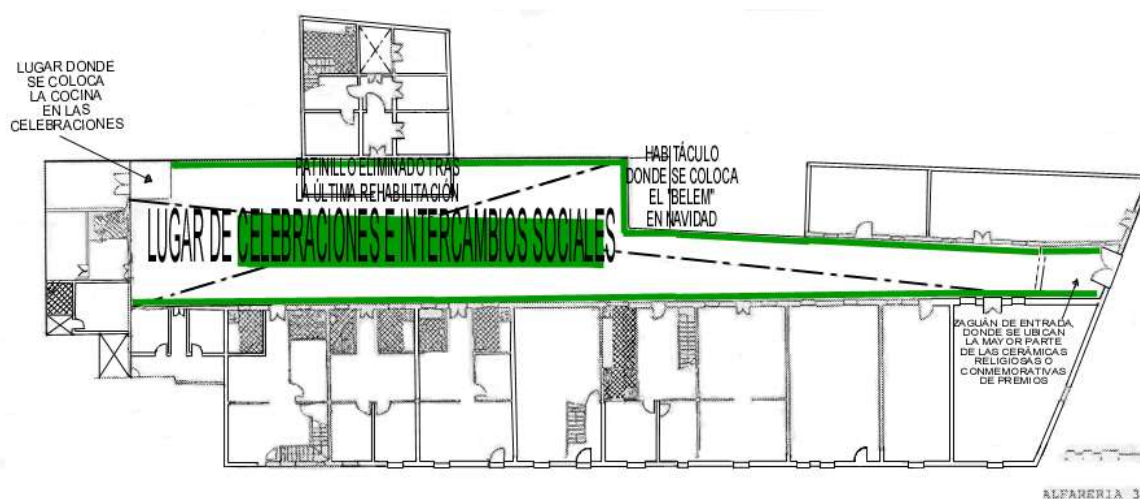 LUGAR DONDE
SE COLOCA
LA COCINA
EN LAS
CELEBRACIONES
PATINILLO ELIMINADO TRAS
LA ÚLTIMA REHABILITACIÓN
HABITÁCULO
DONDE SE COLOCA
EL "BELEM"
EN NAVIDAD
LUGAR DE CELEBRACIONES E INTERCAMBIOS SOCIALES
ZAGUÁN DE ENTRADA,
DONDE SE UBICAN
LA MAYOR PARTE
DE LAS CERÁMICAS
RELIGIOSAS O
CONMEMORATIVAS
DE PREMIOS
ALFARERIA 3